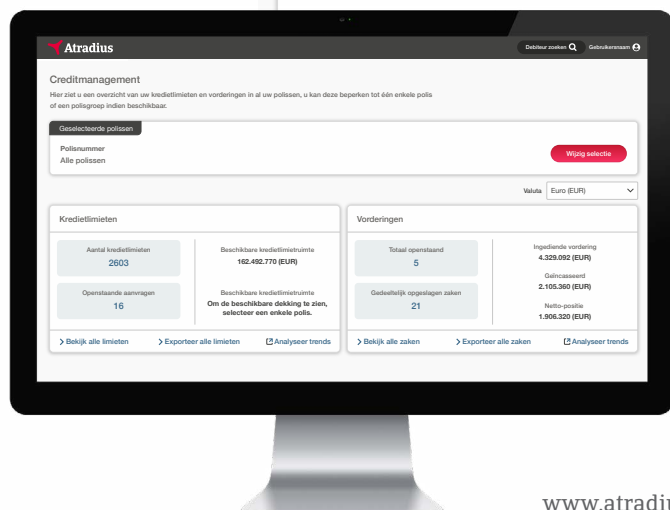 Atradius
Debiteur zoeken
Gebruikersnaam
Creditmanagement
Hier ziet u een overzicht van uw kredietlimieten en vorderingen in al uw polissen, u kan deze beperken tot één enkele polis
of een polisgroep indien beschikbaar.
Geselecteerde polissen
Polisnummer
Alle polissen
Wijzig selectie
Valuta
Euro (EUR)
Kredietlimieten
Aantal kredietlimieten
2603
Beschikbare kredietlimietruimte
162.492.770 (EUR)
Openstaande aanvragen
16
Beschikbare kredietlimietruimte
Om de beschikbare dekking te zien,
selecteer een enkele polis.
Bekijk alle limieten
Exporteer alle limieten
Analyseer trends
Vorderingen
Totaal openstaand
5
Gedeeltelijk opgeslagen zaken
21
Ingediende vordering
4.329.092 (EUR)
Geïncasseerd
2.105.360 (EUR)
Netto-positie
1.906.320 (EUR)
Bekijk alle zaken
Exporteer alle zaken
Analyseer trends
www.atradiu